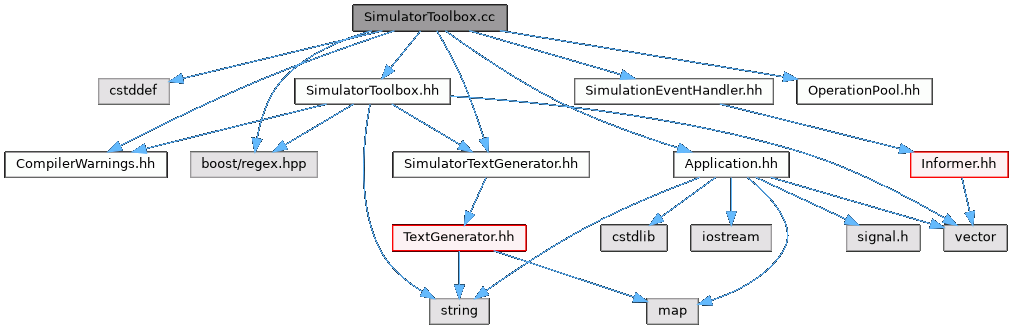 SimulatorToolbox.cc
cstddef
SimulatorToolbox.hh
SimulationEventHandler.hh
OperationPool.hh
CompilerWarnings.hh
boost/regex.hpp
SimulatorTextGenerator.hh
Application.hh
Informer.hh
TextGenerator.hh
cstdlib
iostream
signal.h
vector
string
map